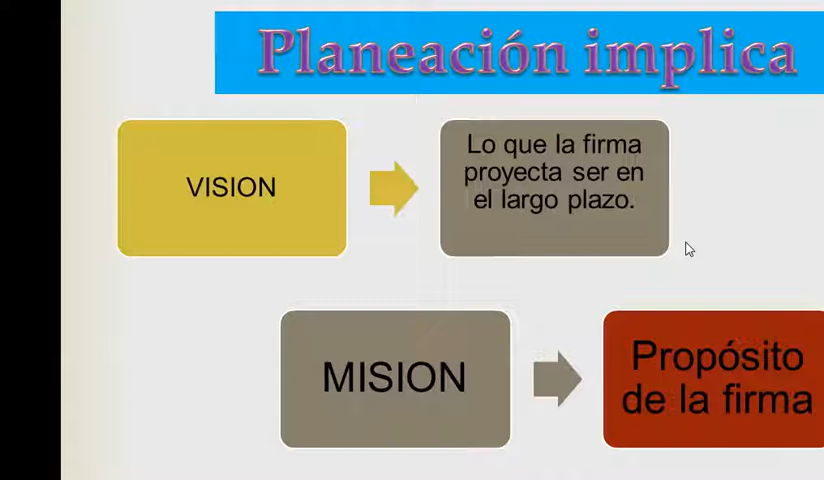 Planeación implica
VISION
Lo que la firma
proyecta ser en
el largo plazo.
MISION
Propósito
de la firma